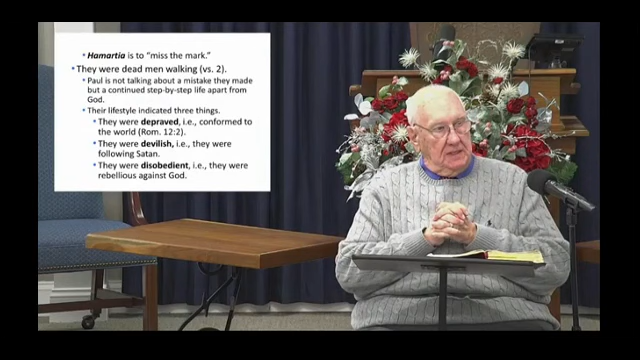 • Hamartia is to “miss the mark.”
• They were dead men walking (vs. 2).
• Paul is not talking about a mistake they made
but a continued step-by-step life apart from
God.
• Their lifestyle indicated three things.
• They were depraved, i.e., conformed to
the world (Rom. 12:2).
• They were devilish, i.e., they were
following Satan.
• They were disobedient, i.e., they were
rebellious against God.